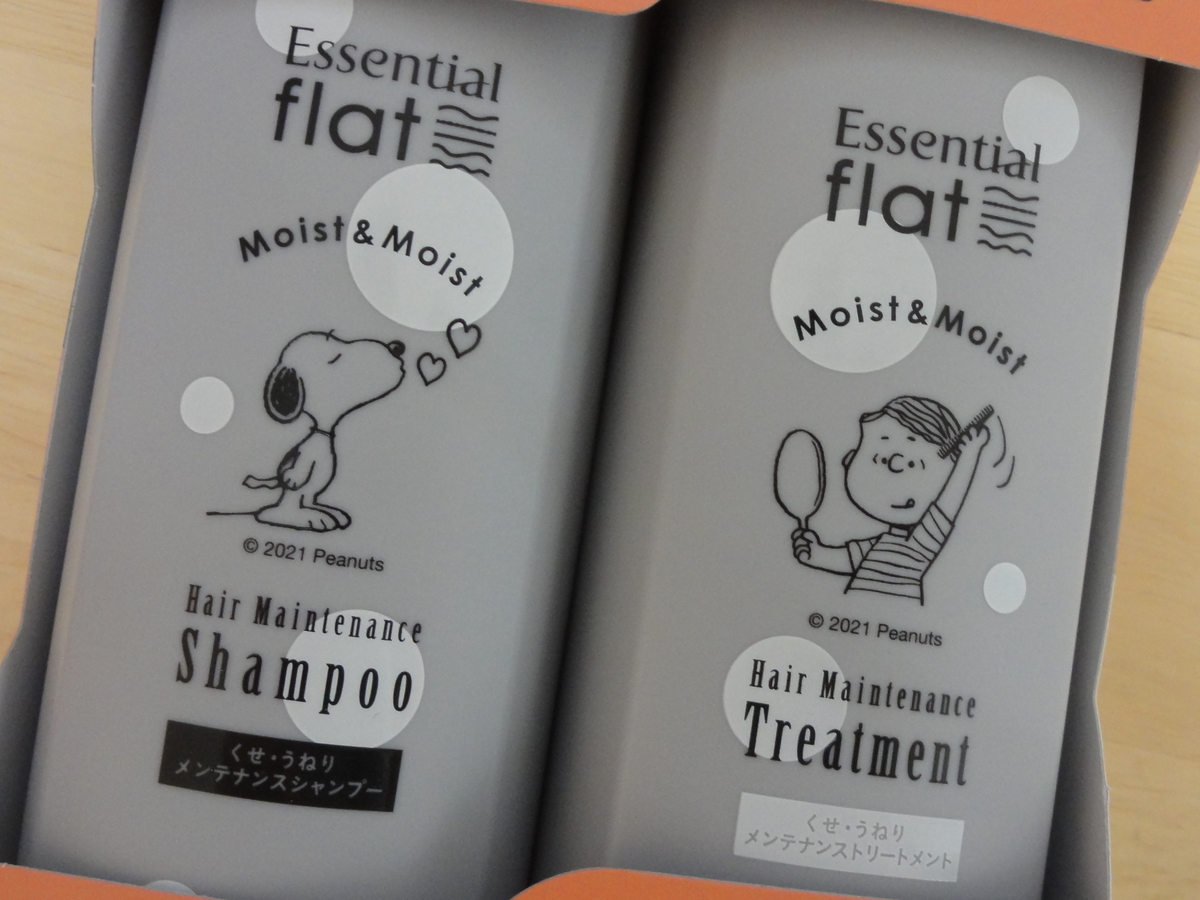 Essential
flat
Moist & Moist
© 2021 Peanuts
Hair Maintenance
Shampoo
くせ・うねり
メンテナンスシャンプー
Essential
flat
Moist & Moist
© 2021 Peanuts
Hair Maintenance
Treatment
くせ・うねり
メンテナンストリートメント